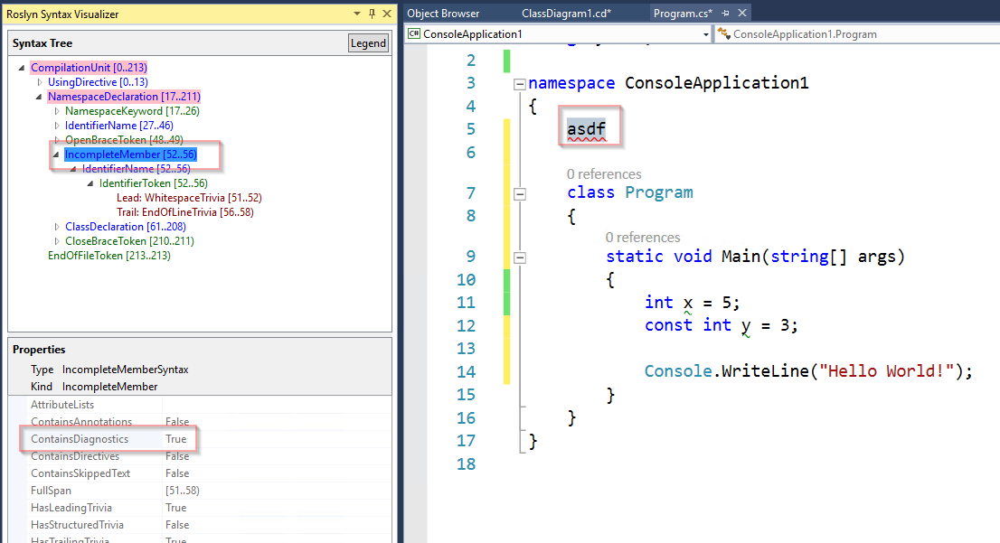 Roslyn Syntax Visualizer
Syntax Tree
Legend
CompilationUnit [0..213)
UsingDirective [0..13)
NamespaceDeclaration [17..211)
NamespaceKeyword [17..26)
IdentifierName [27..46)
OpenBraceToken [48..49)
IncompleteMember [52..56)
IdentifierName [52..56)
IdentifierToken [52..56)
Lead: WhitespaceTrivia [51..52)
Trail: EndOfLineTrivia [56..58)
ClassDeclaration [61..208)
CloseBraceToken [210..211)
EndOfFileToken [213..213)
Properties
Type IncompleteMemberSyntax
Kind IncompleteMember
AttributeLists
ContainsAnnotations False
ContainsDiagnostics True
ContainsDirectives False
ContainsSkippedText False
FullSpan [51..58)
HasLeadingTrivia True
HasStructuredTrivia False
HasTrailingTrivia True
Object Browser ClassDiagram1.cd* Program.cs*
C# ConsoleApplication1 ConsoleApplication1.Program
2
3 namespace ConsoleApplication1
4 {
5 asdf
6
0 references
7 class Program
8 {
0 references
9 static void Main(string[] args)
10 {
11 int x = 5;
12 const int y = 3;
13
14 Console.WriteLine("Hello World!");
15 }
16 }
17 }
18